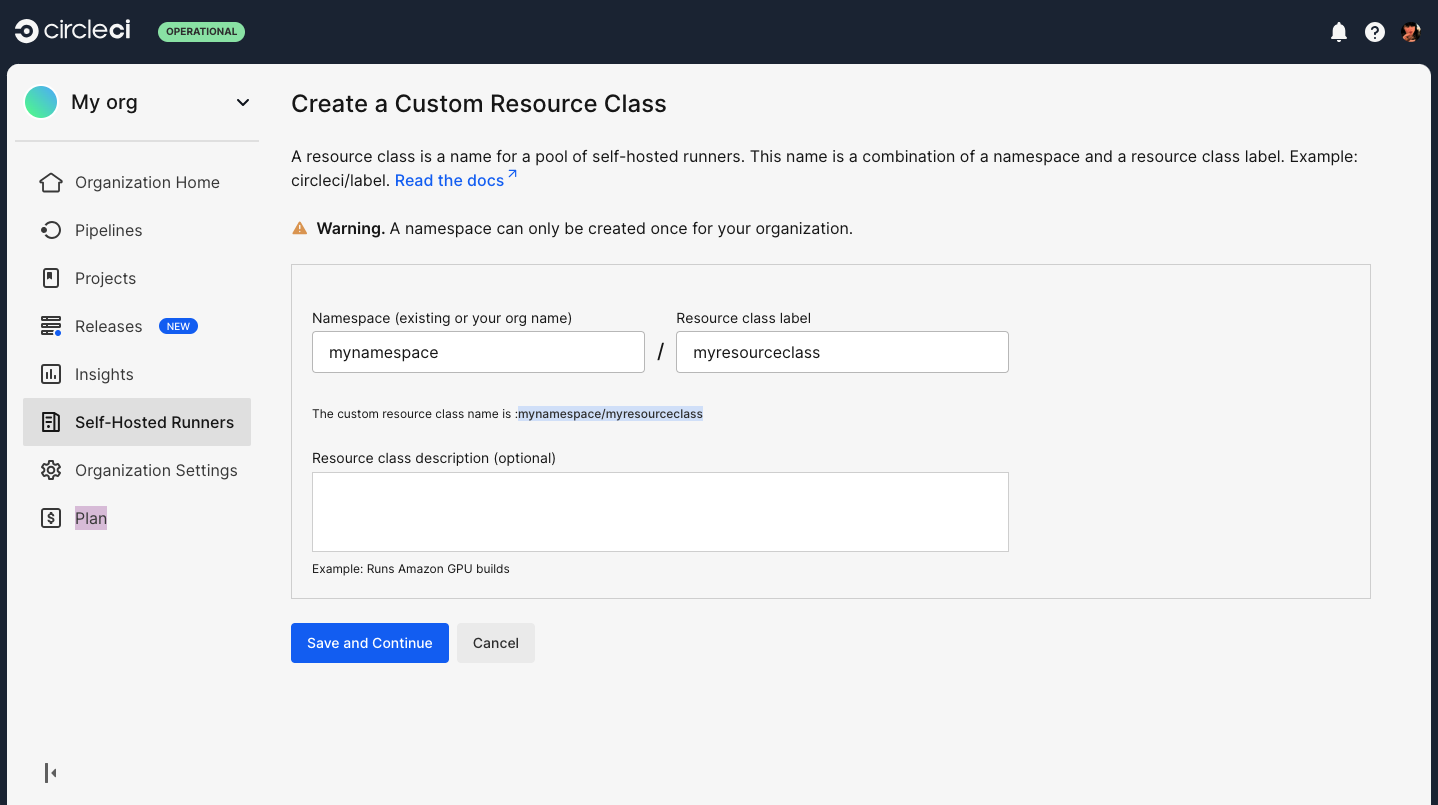 circleci OPERATIONAL
My org
Organization Home
Pipelines
Projects
Releases NEW
Insights
Self-Hosted Runners
Organization Settings
Plan
Create a Custom Resource Class
A resource class is a name for a pool of self-hosted runners. This name is a combination of a namespace and a resource class label. Example:
circleci/label. Read the docs
Warning. A namespace can only be created once for your organization.
Namespace (existing or your org name) Resource class label
mynamespace / myresourceclass
The custom resource class name is :mynamespace/myresourceclass
Resource class description (optional)
Example: Runs Amazon GPU builds
Save and Continue Cancel